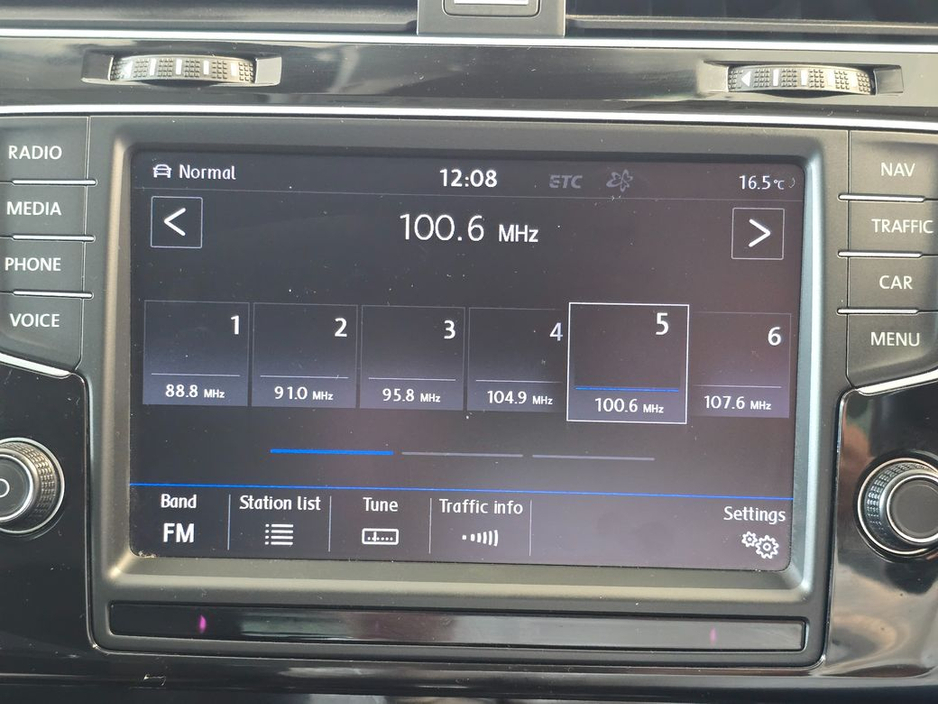 RADIO
MEDIA
PHONE
VOICE
Normal 12:08 ETC 16.5°C
< 100.6 MHz >
1 2 3 4 5 6
88.8 MHz 91.0 MHz 95.8 MHz 104.9 MHz 100.6 MHz 107.6 MHz
Band Station list Tune Traffic info Settings
FM
NAV
TRAFFIC
CAR
MENU